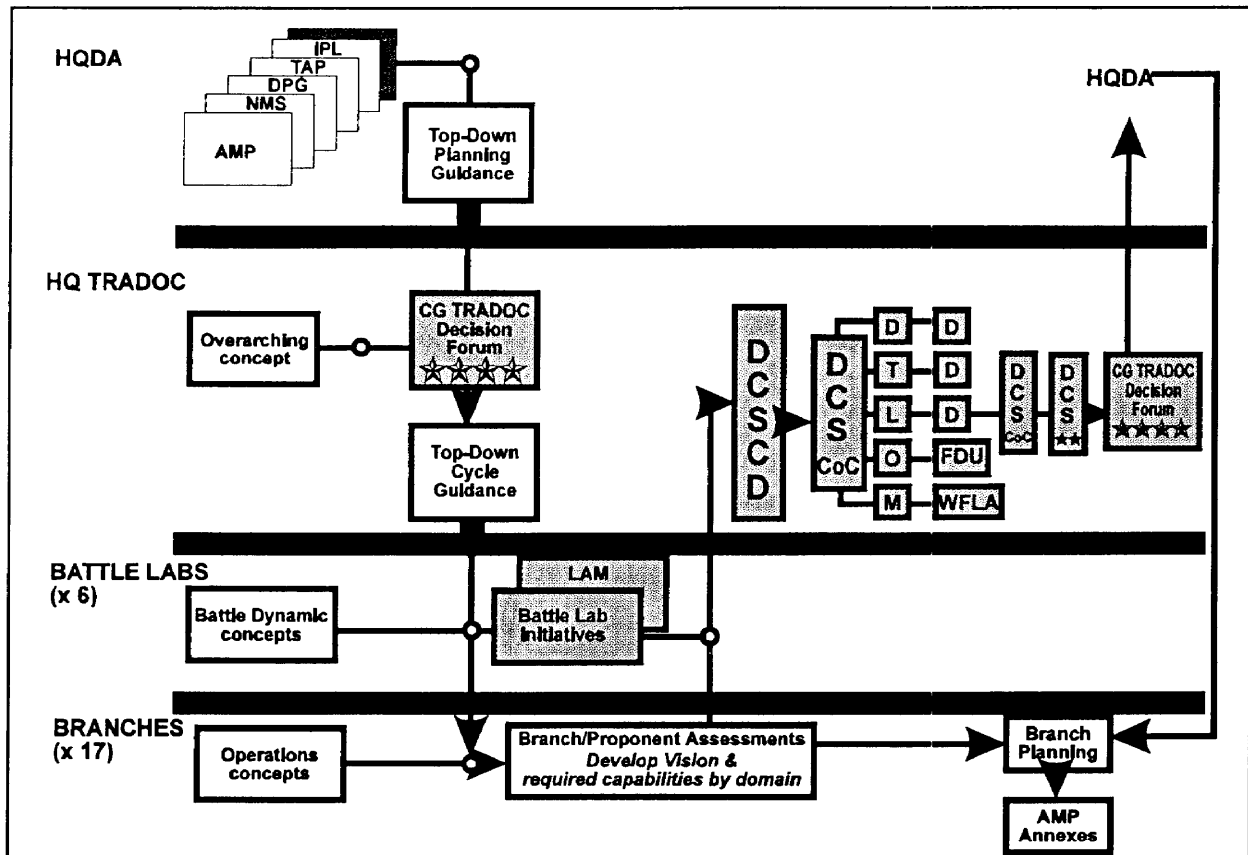 HQDA
IPL
TAP
DPG
NMS
AMP
Top-Down
Planning
Guidance
HQDA
HQ TRADOC
Overarching
concept
CG TRADOC
Decision
Forum
Top-Down
Cycle
Guidance
D
C
S
C
D
D
C
S
CoC
D
D
T
D
L
D
O
FDU
M
WFLA
D
C
S
CoC
D
C
S
CG TRADOC
Decision
Forum
BATTLE LABS
(x 6)
Battle Dynamic
concepts
LAM
Battle Lab
Initiatives
BRANCHES
(x 17)
Operations
concepts
Branch/Proponent Assessments
Develop Vision &
required capabilities by domain
Branch
Planning
AMP
Annexes